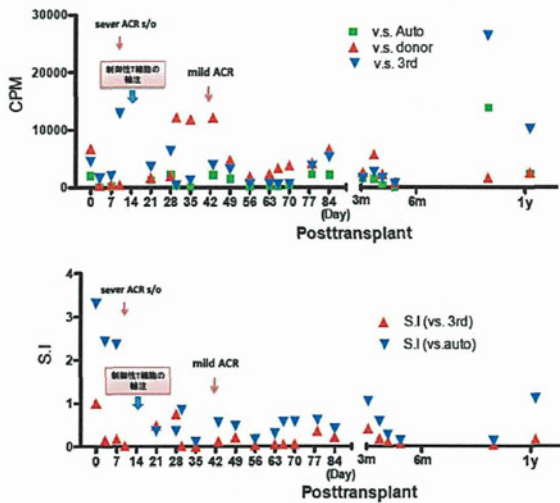 sever ACR s/o
制御性T細胞の
輸注
mild ACR
v.s. Auto
vs. donor
v.s. 3rd
CPM
30000
20000
10000
0
0 7 14 21 28 35 42 49 56 63 70 77 84 3m 6m 1y
(Day)
Posttransplant
sever ACR s/o
制御性T細胞の
輸注
mild ACR
S.I (vs. 3rd)
S.I (vs.auto)
S.I
4
3
2
1
0
0 7 14 21 28 35 42 49 56 63 70 77 84 3m 6m 1y
(Day)
Posttransplant